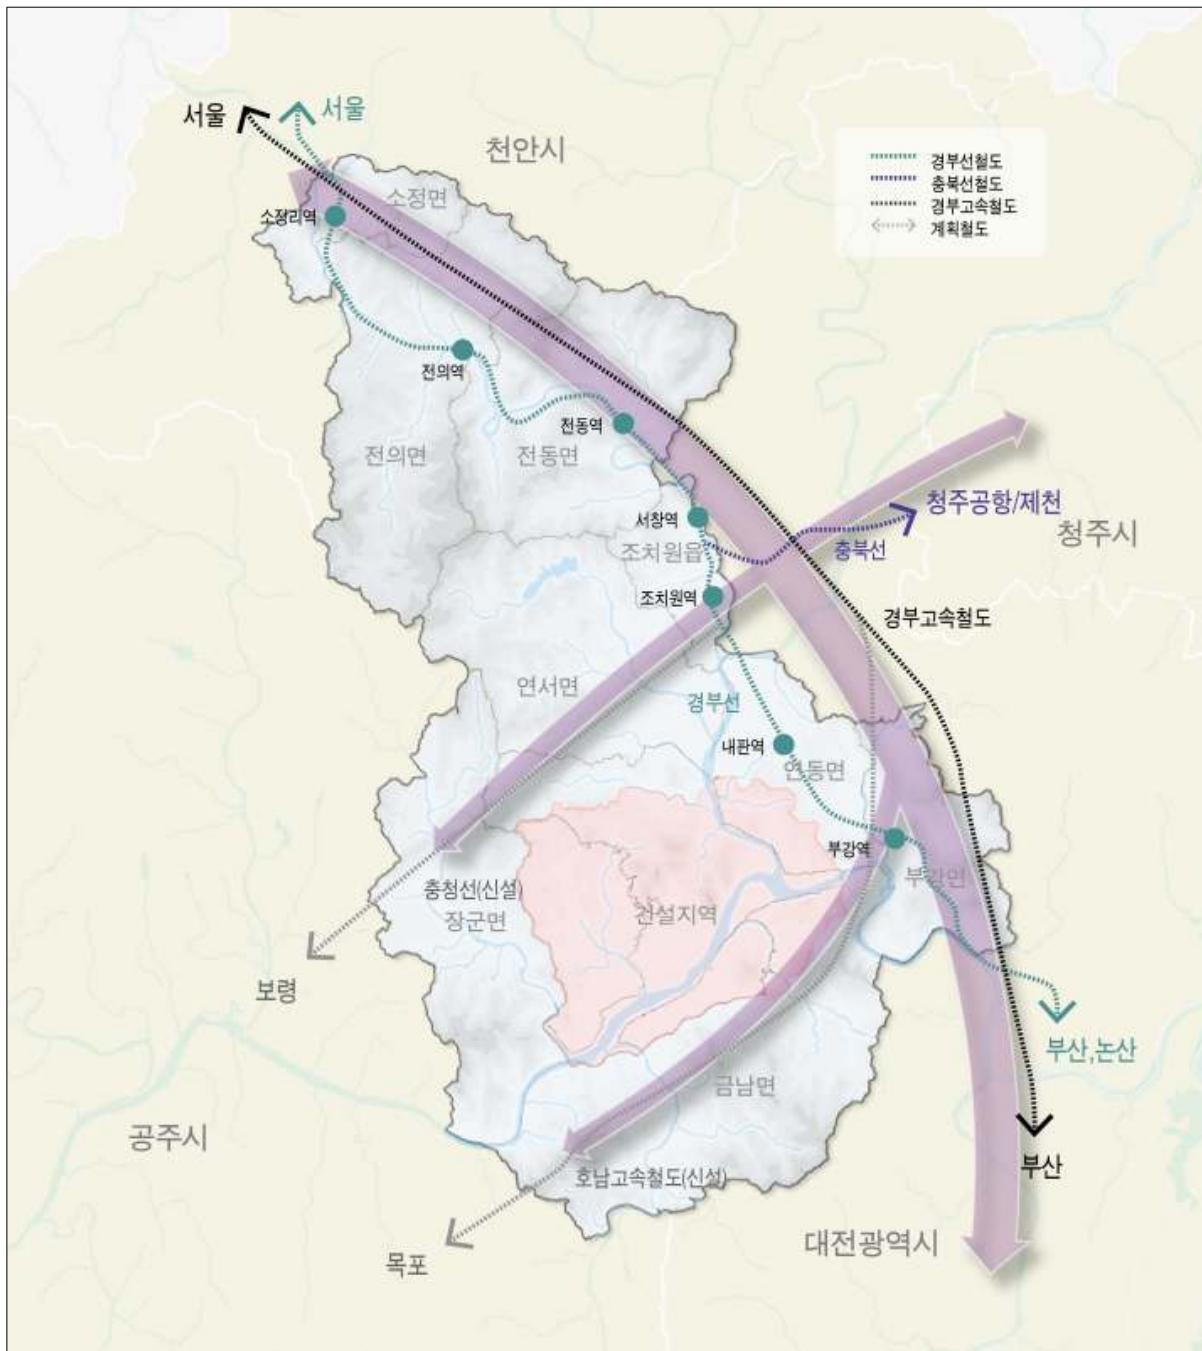 서울
서울
천안시
경부선철도
충북선철도
경부고속철도
계획철도
소정면
소정리역
전의역
전동역
전의면
전동면
서창역
조치원읍
청주공항/제천
충북선
청주시
조치원역
경부고속철도
연서면
경부선
내판역
연동면
부강역
부강면
충청선(신설)
장군면
건설지역
보령
부산,논산
금남면
공주시
부산
호남고속철도(신설)
대전광역시
목포